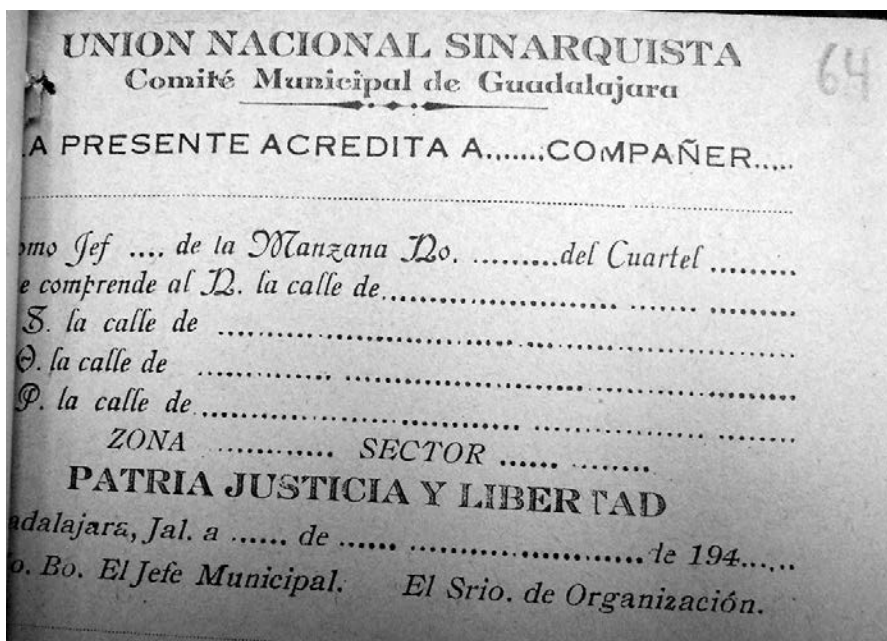 UNION NACIONAL SINARQUISTA
64
Comité Municipal de Guadalajara
A PRESENTE ACREDITA A.......COMPAÑER.....
omo Jef .... de la Manzana No. .........del Cuartel .........
e comprende al N. la calle de......................... ....... .........
S. la calle de .........................................................
O. la calle de ............. .........................................
P. la calle de................................ ....... ...... .......
ZONA ............ SECTOR ...... ........
PATRIA JUSTICIA Y LIBERTAD
adalajara, Jal. a ...... de ...... ........................de 194......
o. Bo. El Jefe Municipal. El Srio. de Organización.